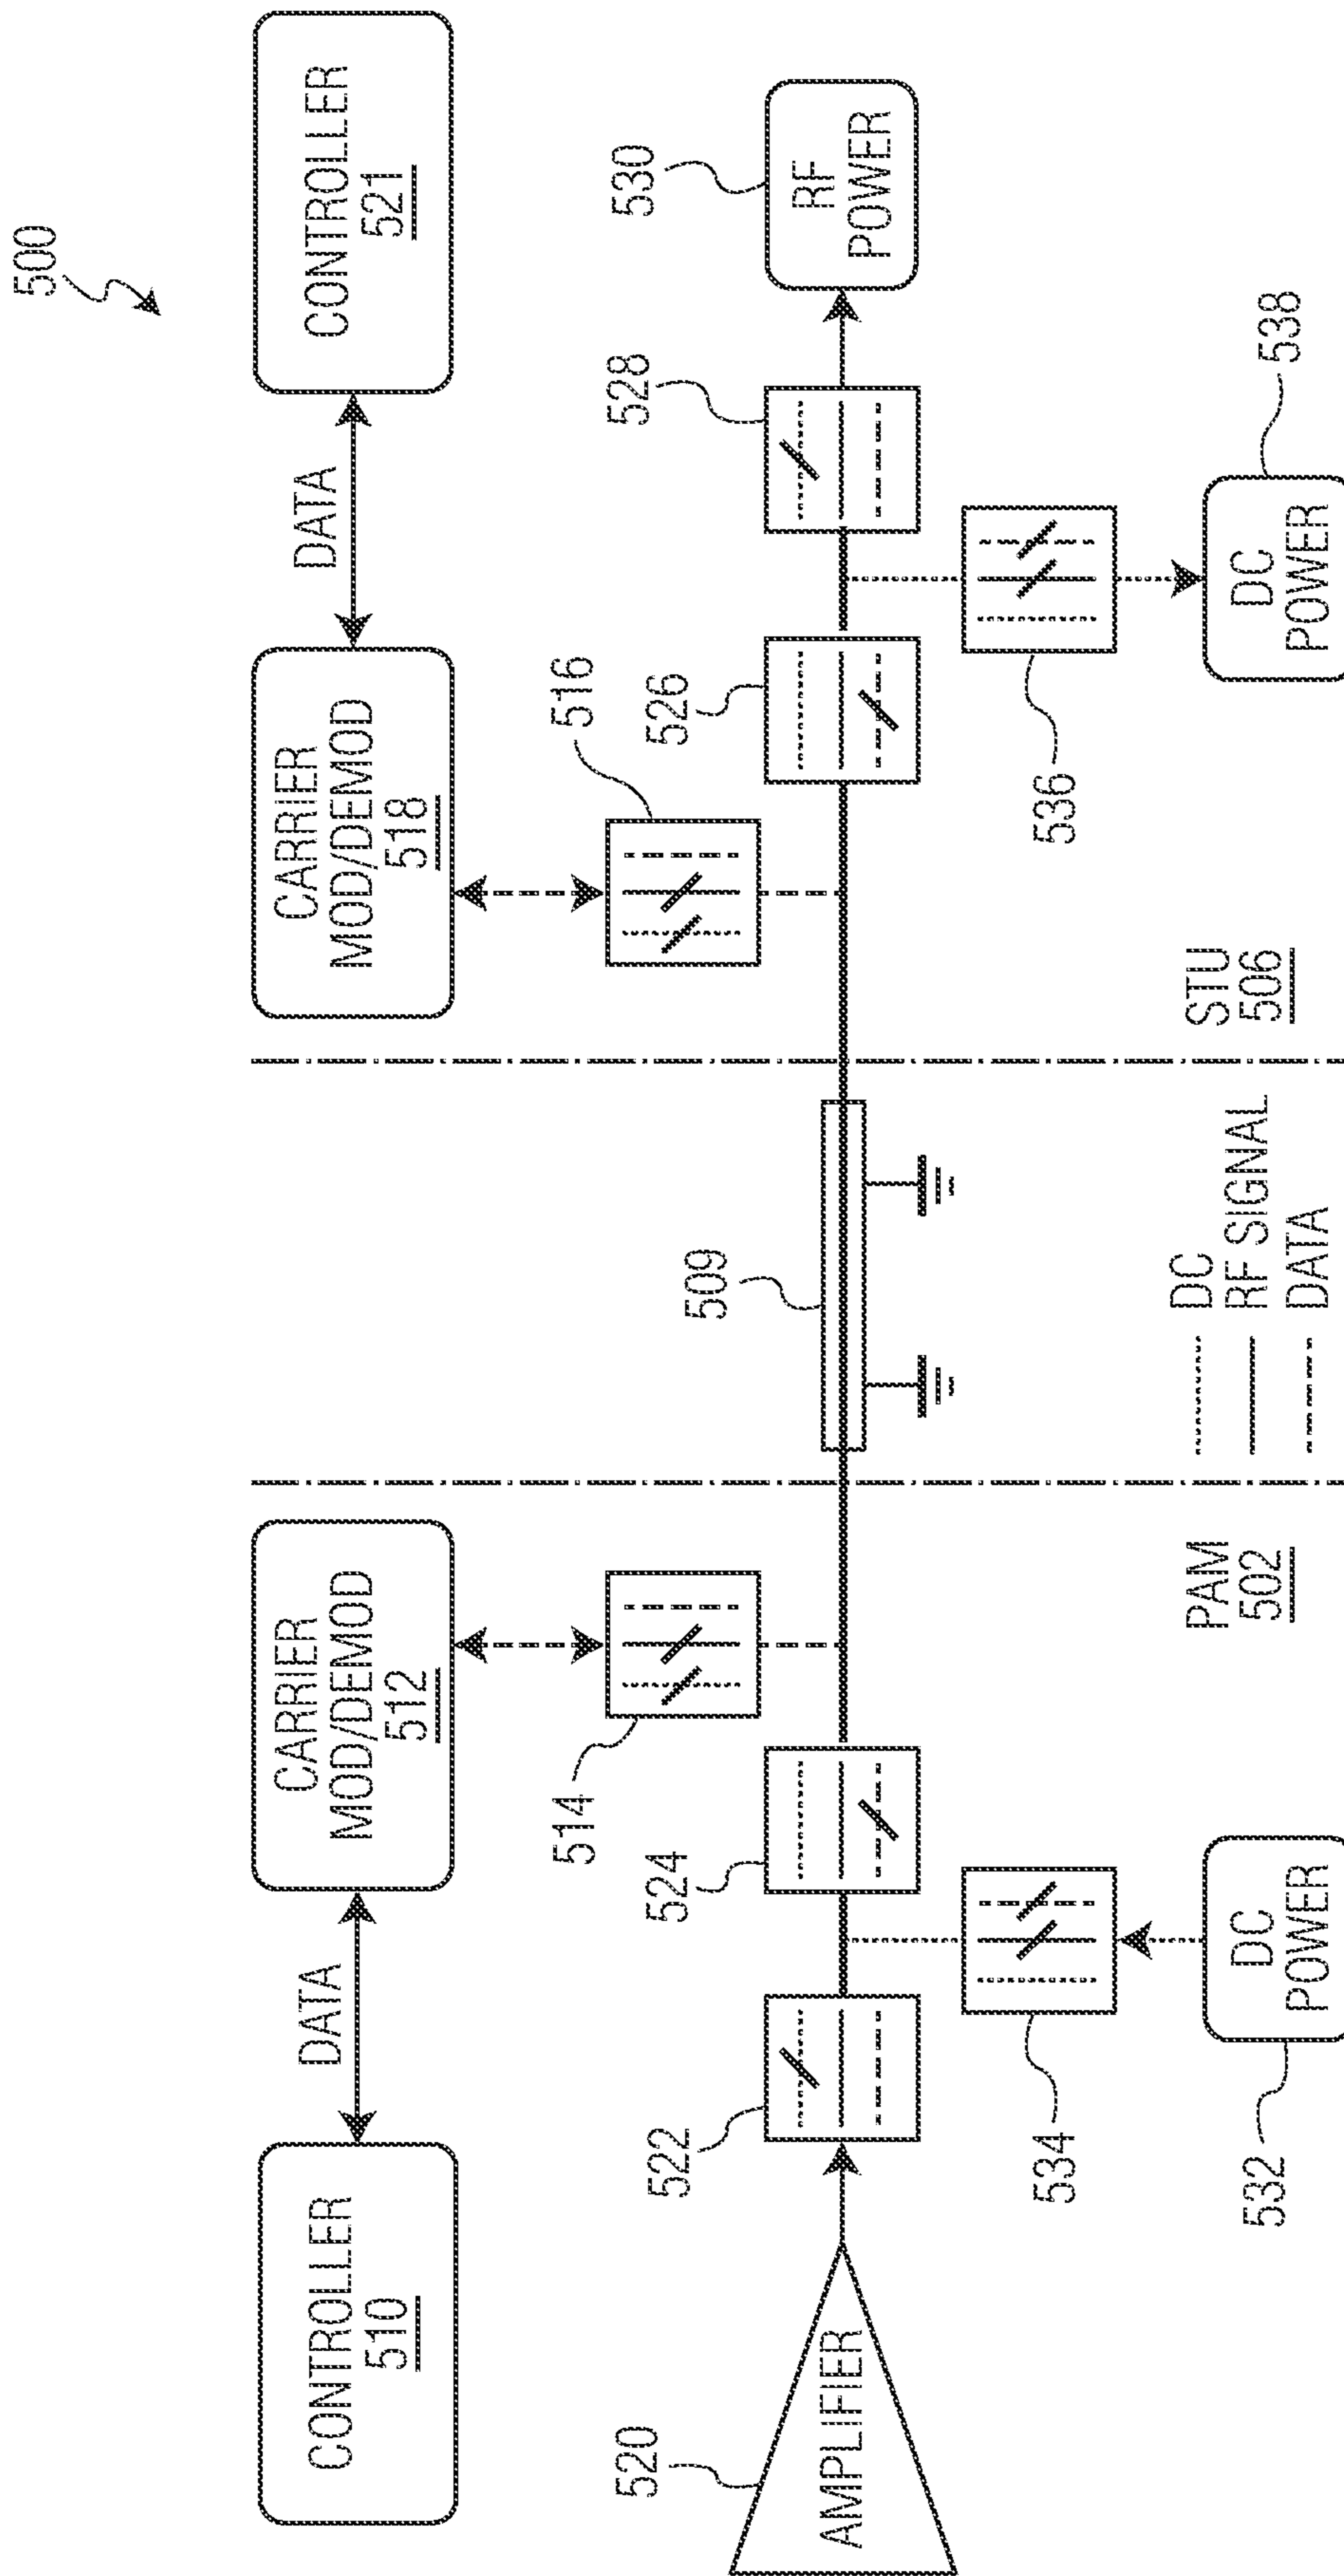 500
CONTROLLER
510
DATA
CARRIER
MOD/DEMOD
512
CARRIER
MOD/DEMOD
518
DATA
CONTROLLER
521
514
516
520
AMPLIFIER
522
524
509
526
528
530
RF
POWER
534
536
532
DC
POWER
538
DC
POWER
PAM
502
DC
RF SIGNAL
DATA
STU
506